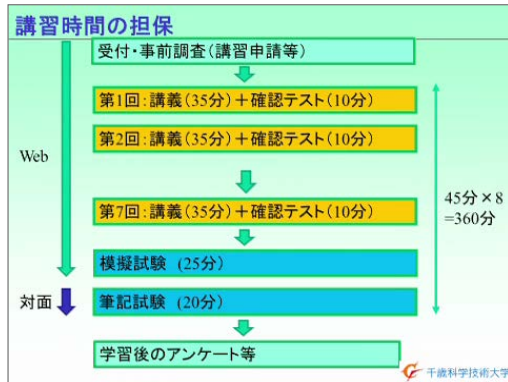 講習時間の担保
受付・事前調査(講習申請等)
第1回:講義(35分)+確認テスト(10分)
第2回:講義(35分)+確認テスト(10分)
Web
第7回:講義(35分)+確認テスト(10分)
45分×8
=360分
模擬試験 (25分)
対面
筆記試験 (20分)
学習後のアンケート等
千歳科学技術大学